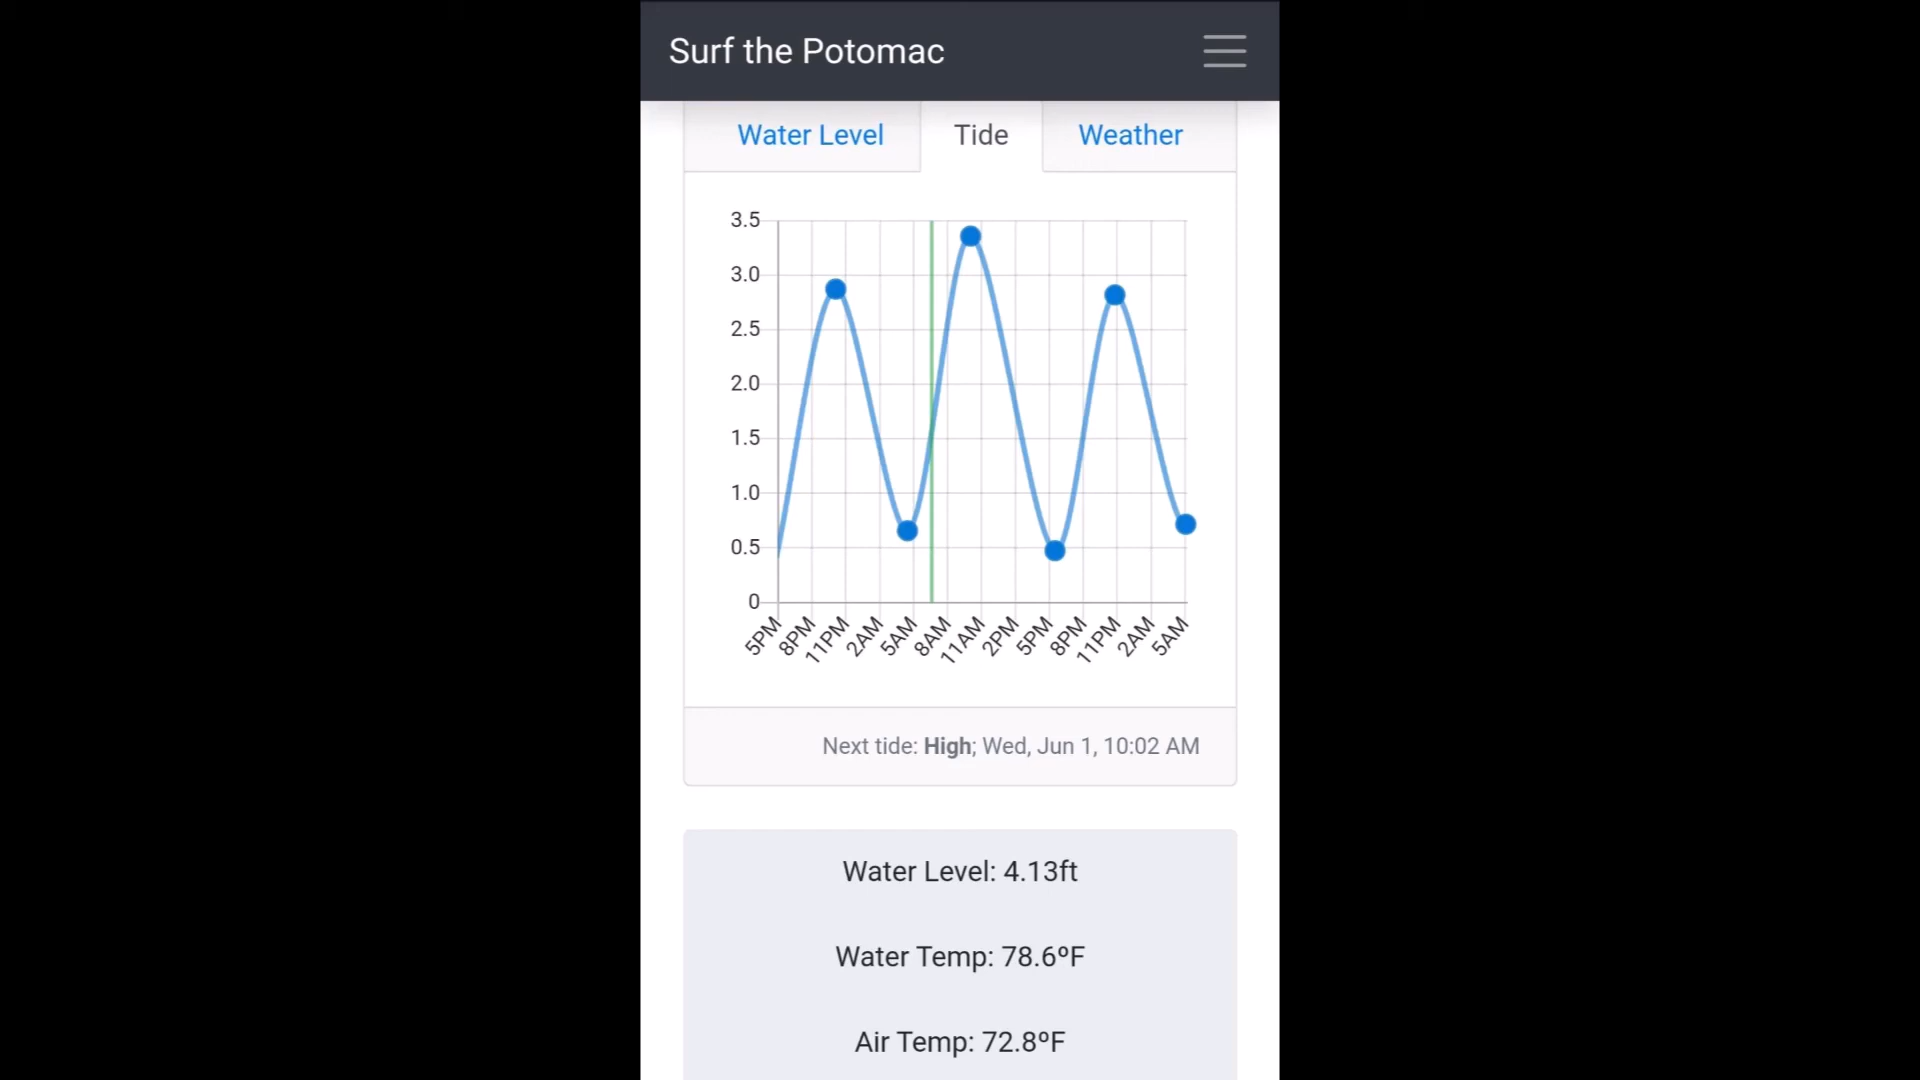 Surf the Potomac
Water Level Tide Weather
3.5
3.0
2.5
2.0
1.5
1.0
0.5
0
5PM 8PM 11PM 2AM 5AM 8AM 11AM 2PM 5PM 8PM 11PM 2AM 5AM
Next tide: High; Wed, Jun 1, 10:02 AM
Water Level: 4.13ft
Water Temp: 78.6ºF
Air Temp: 72.8ºF